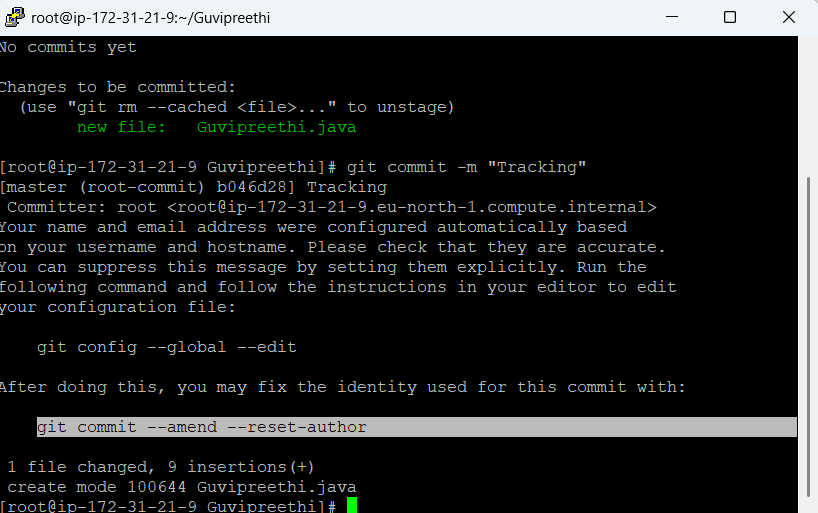 root@ip-172-31-21-9:~/Guvipreethi
No commits yet
Changes to be committed:
(use "git rm --cached <file>..." to unstage)
new file:   Guvipreethi.java
[root@ip-172-31-21-9 Guvipreethi]# git commit -m "Tracking"
[master (root-commit) b046d28] Tracking
Committer: root <root@ip-172-31-21-9.eu-north-1.compute.internal>
Your name and email address were configured automatically based
on your username and hostname. Please check that they are accurate.
You can suppress this message by setting them explicitly. Run the
following command and follow the instructions in your editor to edit
your configuration file:
git config --global --edit
After doing this, you may fix the identity used for this commit with:
git commit --amend --reset-author
1 file changed, 9 insertions(+)
create mode 100644 Guvipreethi.java
[root@ip-172-31-21-9 Guvipreethi]#